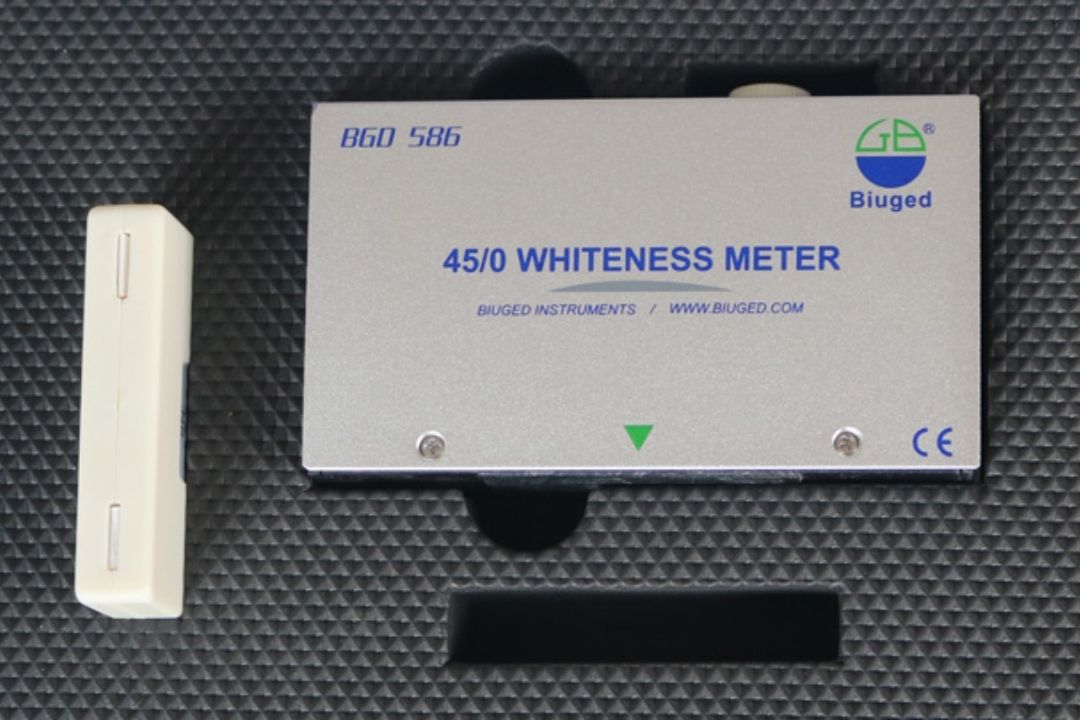 BGD 586
GB®
Biuged
45/0 WHITENESS METER
BIUGED INSTRUMENTS / WWW.BIUGED.COM
CE